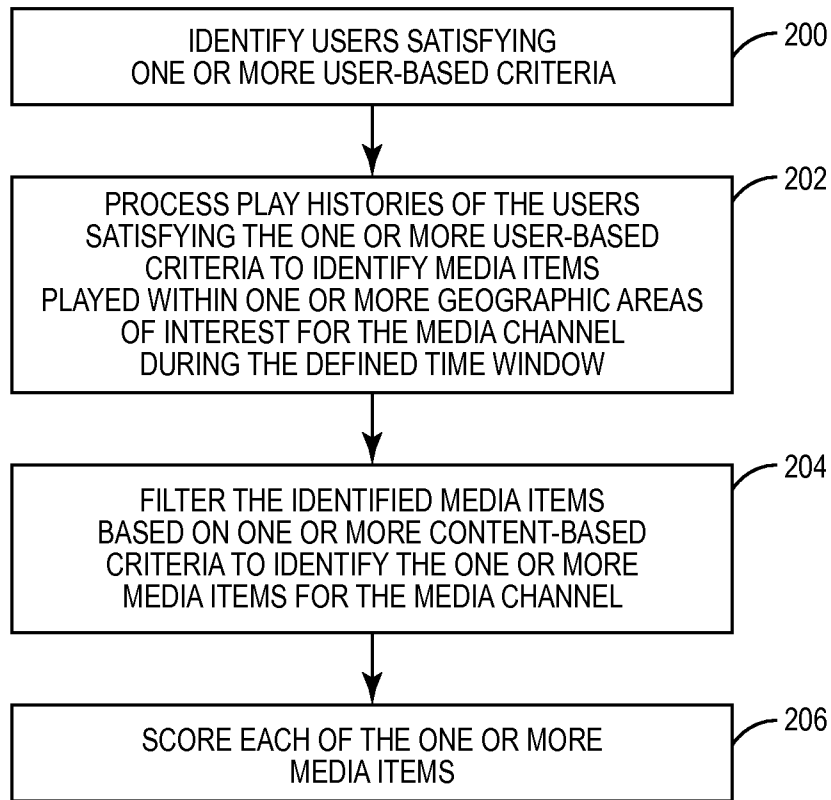 IDENTIFY USERS SATISFYING
ONE OR MORE USER-BASED CRITERIA
200
PROCESS PLAY HISTORIES OF THE USERS
SATISFYING THE ONE OR MORE USER-BASED
CRITERIA TO IDENTIFY MEDIA ITEMS
PLAYED WITHIN ONE OR MORE GEOGRAPHIC AREAS
OF INTEREST FOR THE MEDIA CHANNEL
DURING THE DEFINED TIME WINDOW
202
FILTER THE IDENTIFIED MEDIA ITEMS
BASED ON ONE OR MORE CONTENT-BASED
CRITERIA TO IDENTIFY THE ONE OR MORE
MEDIA ITEMS FOR THE MEDIA CHANNEL
204
SCORE EACH OF THE ONE OR MORE
MEDIA ITEMS
206